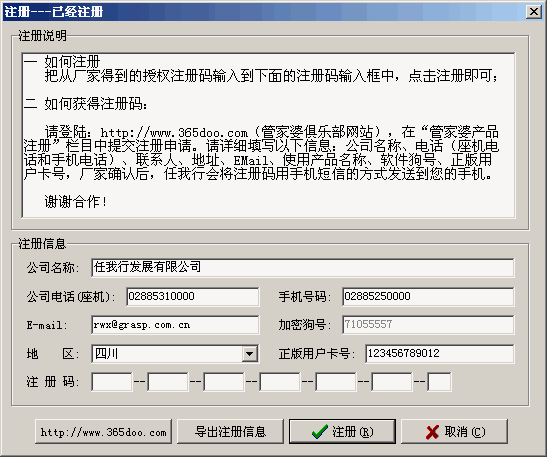 注册---已经注册
注册说明
一 如何注册
把从厂家得到的授权注册码输入到下面的注册码输入框中，点击注册即可；
二 如何获得注册码：
请登陆：http://www.365doo.com（管家婆俱乐部网站），在“管家婆产品
注册”栏目中提交注册申请。请详细填写以下信息：公司名称、电话（座机电
话和手机电话）、联系人、地址、EMail、使用产品名称、软件狗号、正版用
户卡号，厂家确认后，任我行会将注册码用手机短信的方式发送到您的手机。
谢谢合作！
注册信息
公司名称： 任我行发展有限公司
公司电话(座机)： 02885310000 手机号码： 02885250000
E-mail: rwx@grasp.com.cn 加密狗号： 71055557
地 区： 四川 正版用户卡号： 123456789012
注 册 码： -- -- -- -- -- --
http://www.365doo.com 导出注册信息 注册(R) 取消(C)